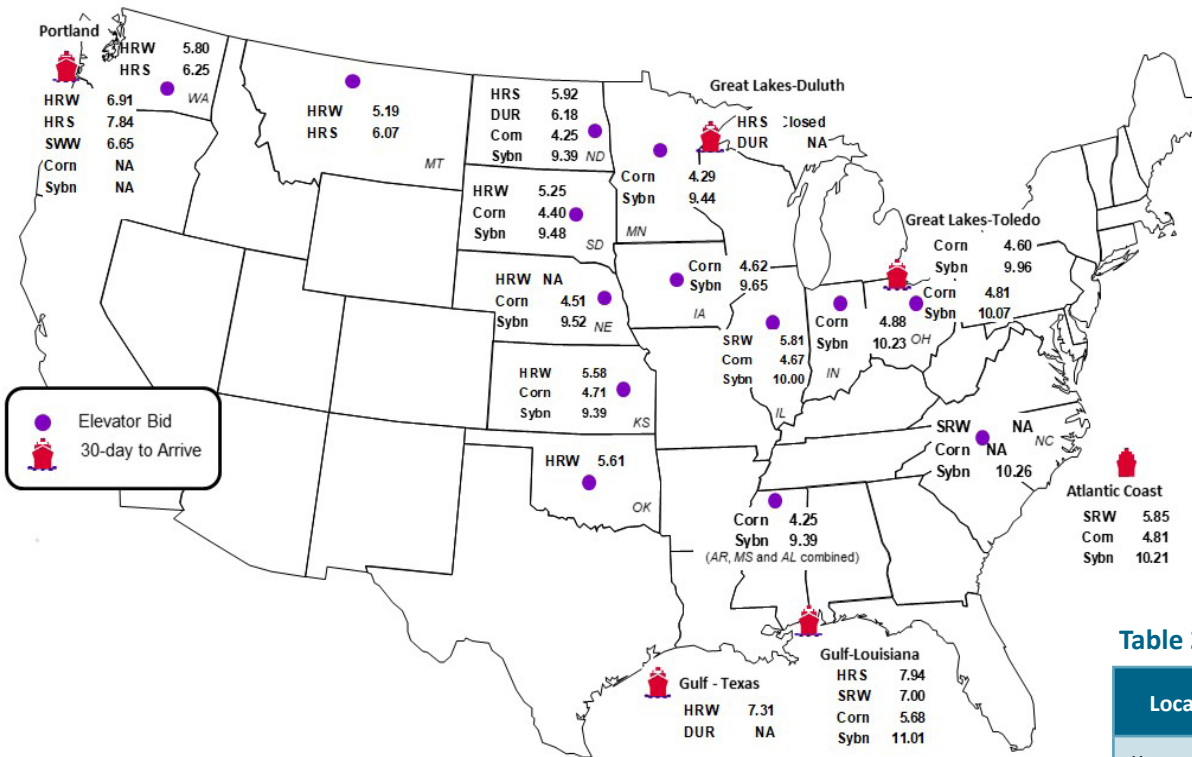 Portland
HRW 5.80
HRS 6.25
WA
HRW 6.91
HRS 7.84
SWW 6.65
Corn NA
Sybn NA
HRW 5.19
HRS 6.07
MT
HRS 5.92
DUR 6.18
Corn 4.25
Sybn 9.39 ND
HRW 5.25
Corn 4.40
Sybn 9.48
SD
HRW NA
Corn 4.51
Sybn 9.52 NE
HRW 5.58
Corn 4.71
Sybn 9.39
KS
HRW 5.61
OK
Great Lakes-Duluth
HRS Closed
DUR NA
Corn 4.29
Sybn 9.44
MN
Corn 4.62
Sybn 9.65
IA
SRW 5.81
Corn 4.67
Sybn 10.00
IL
Great Lakes-Toledo
Corn 4.60
Sybn 9.96
Corn 4.81
Sybn 10.07
OH
Corn 4.88
Sybn 10.23
IN
SRW NA
Corn NA
NC
Sybn 10.26
Corn 4.25
Sybn 9.39
(AR, MS and AL combined)
Atlantic Coast
SRW 5.85
Corn 4.81
Sybn 10.21
Gulf - Texas
HRW 7.31
DUR NA
Gulf-Louisiana
HRS 7.94
SRW 7.00
Corn 5.68
Sybn 11.01
Elevator Bid
30-day to Arrive
Table
Loca